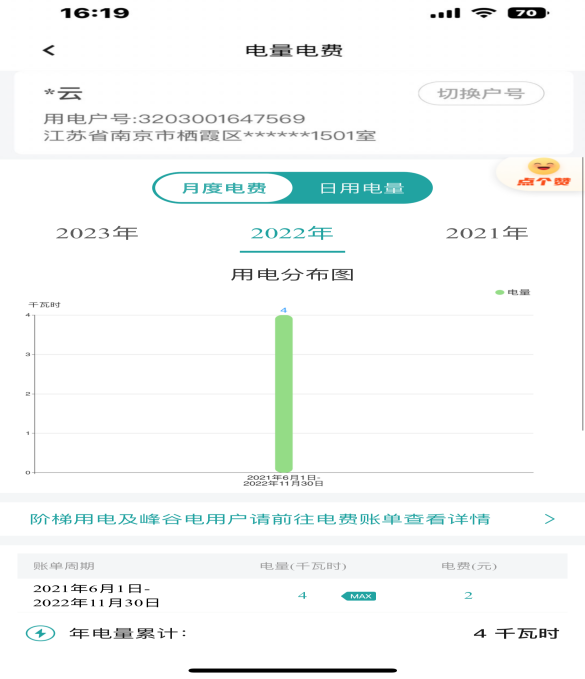 16:19
70
电量电费
*云
切换户号
用电户号:3203001647569
江苏省南京市栖霞区******1501室
月度电费
日用电量
点个赞
2023年
2022年
2021年
用电分布图
电量
千瓦时
4
4
3
2
1
0
2021年6月1日-
2022年11月30日
阶梯用电及峰谷电用户请前往电费账单查看详情 >
账单周期 电量(千瓦时) 电费(元)
2021年6月1日-
2022年11月30日
4 MAX 2
年电量累计: 4 千瓦时